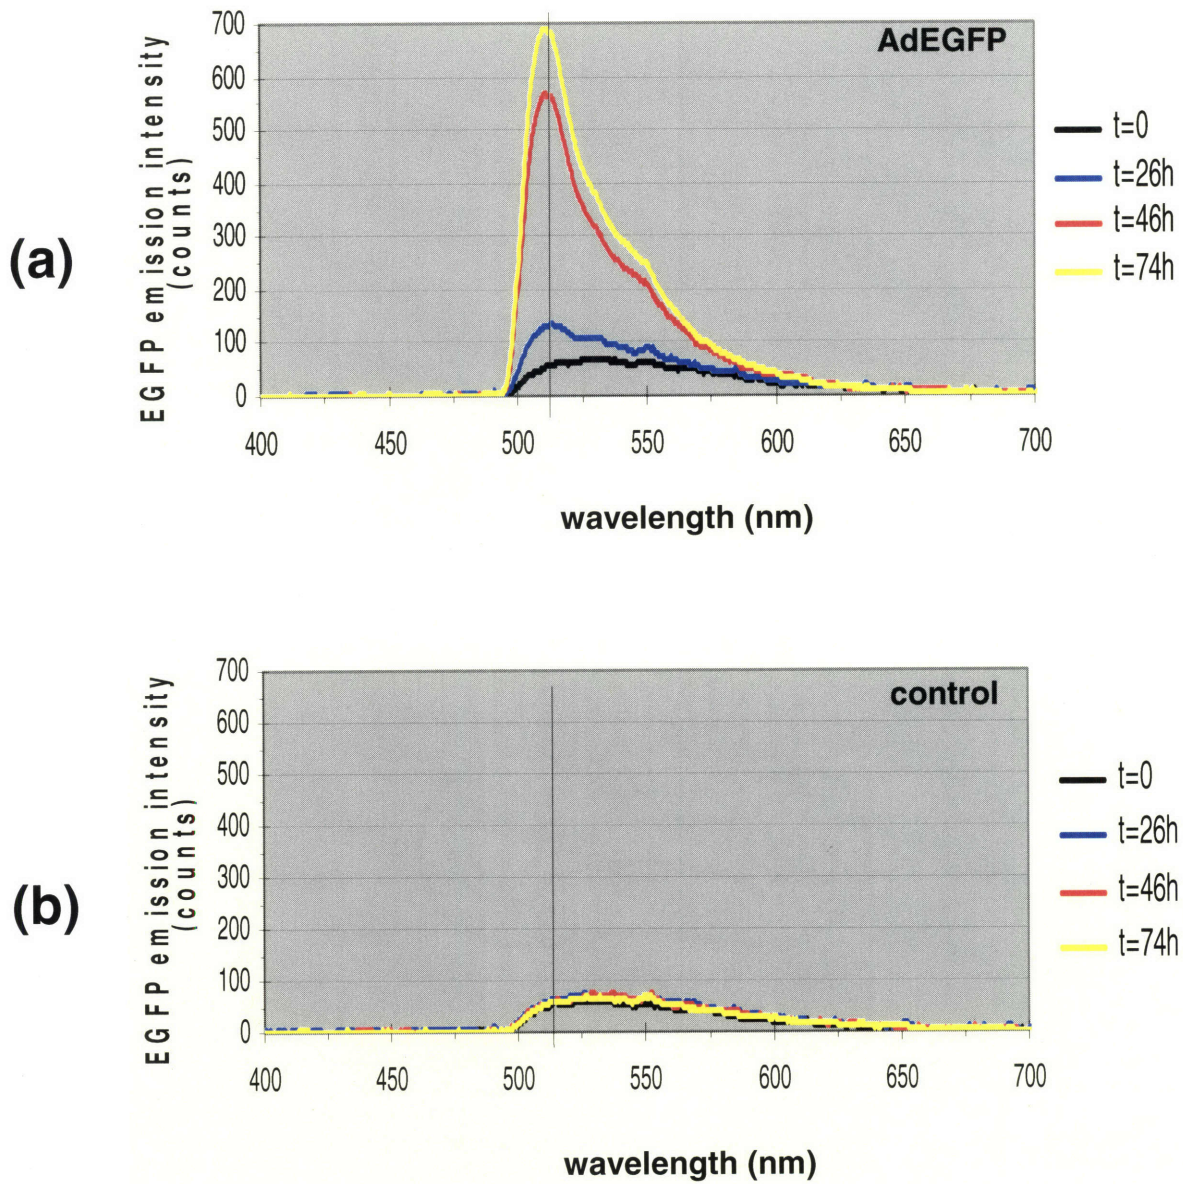 (a)
EGFP emission intensity
(counts)
700
600
500
400
300
200
100
0
AdEGFP
t=0
t=26h
t=46h
t=74h
400 450 500 550 600 650 700
wavelength (nm)
(b)
EGFP emission intensity
(counts)
700
600
500
400
300
200
100
0
control
t=0
t=26h
t=46h
t=74h
400 450 500 550 600 650 700
wavelength (nm)